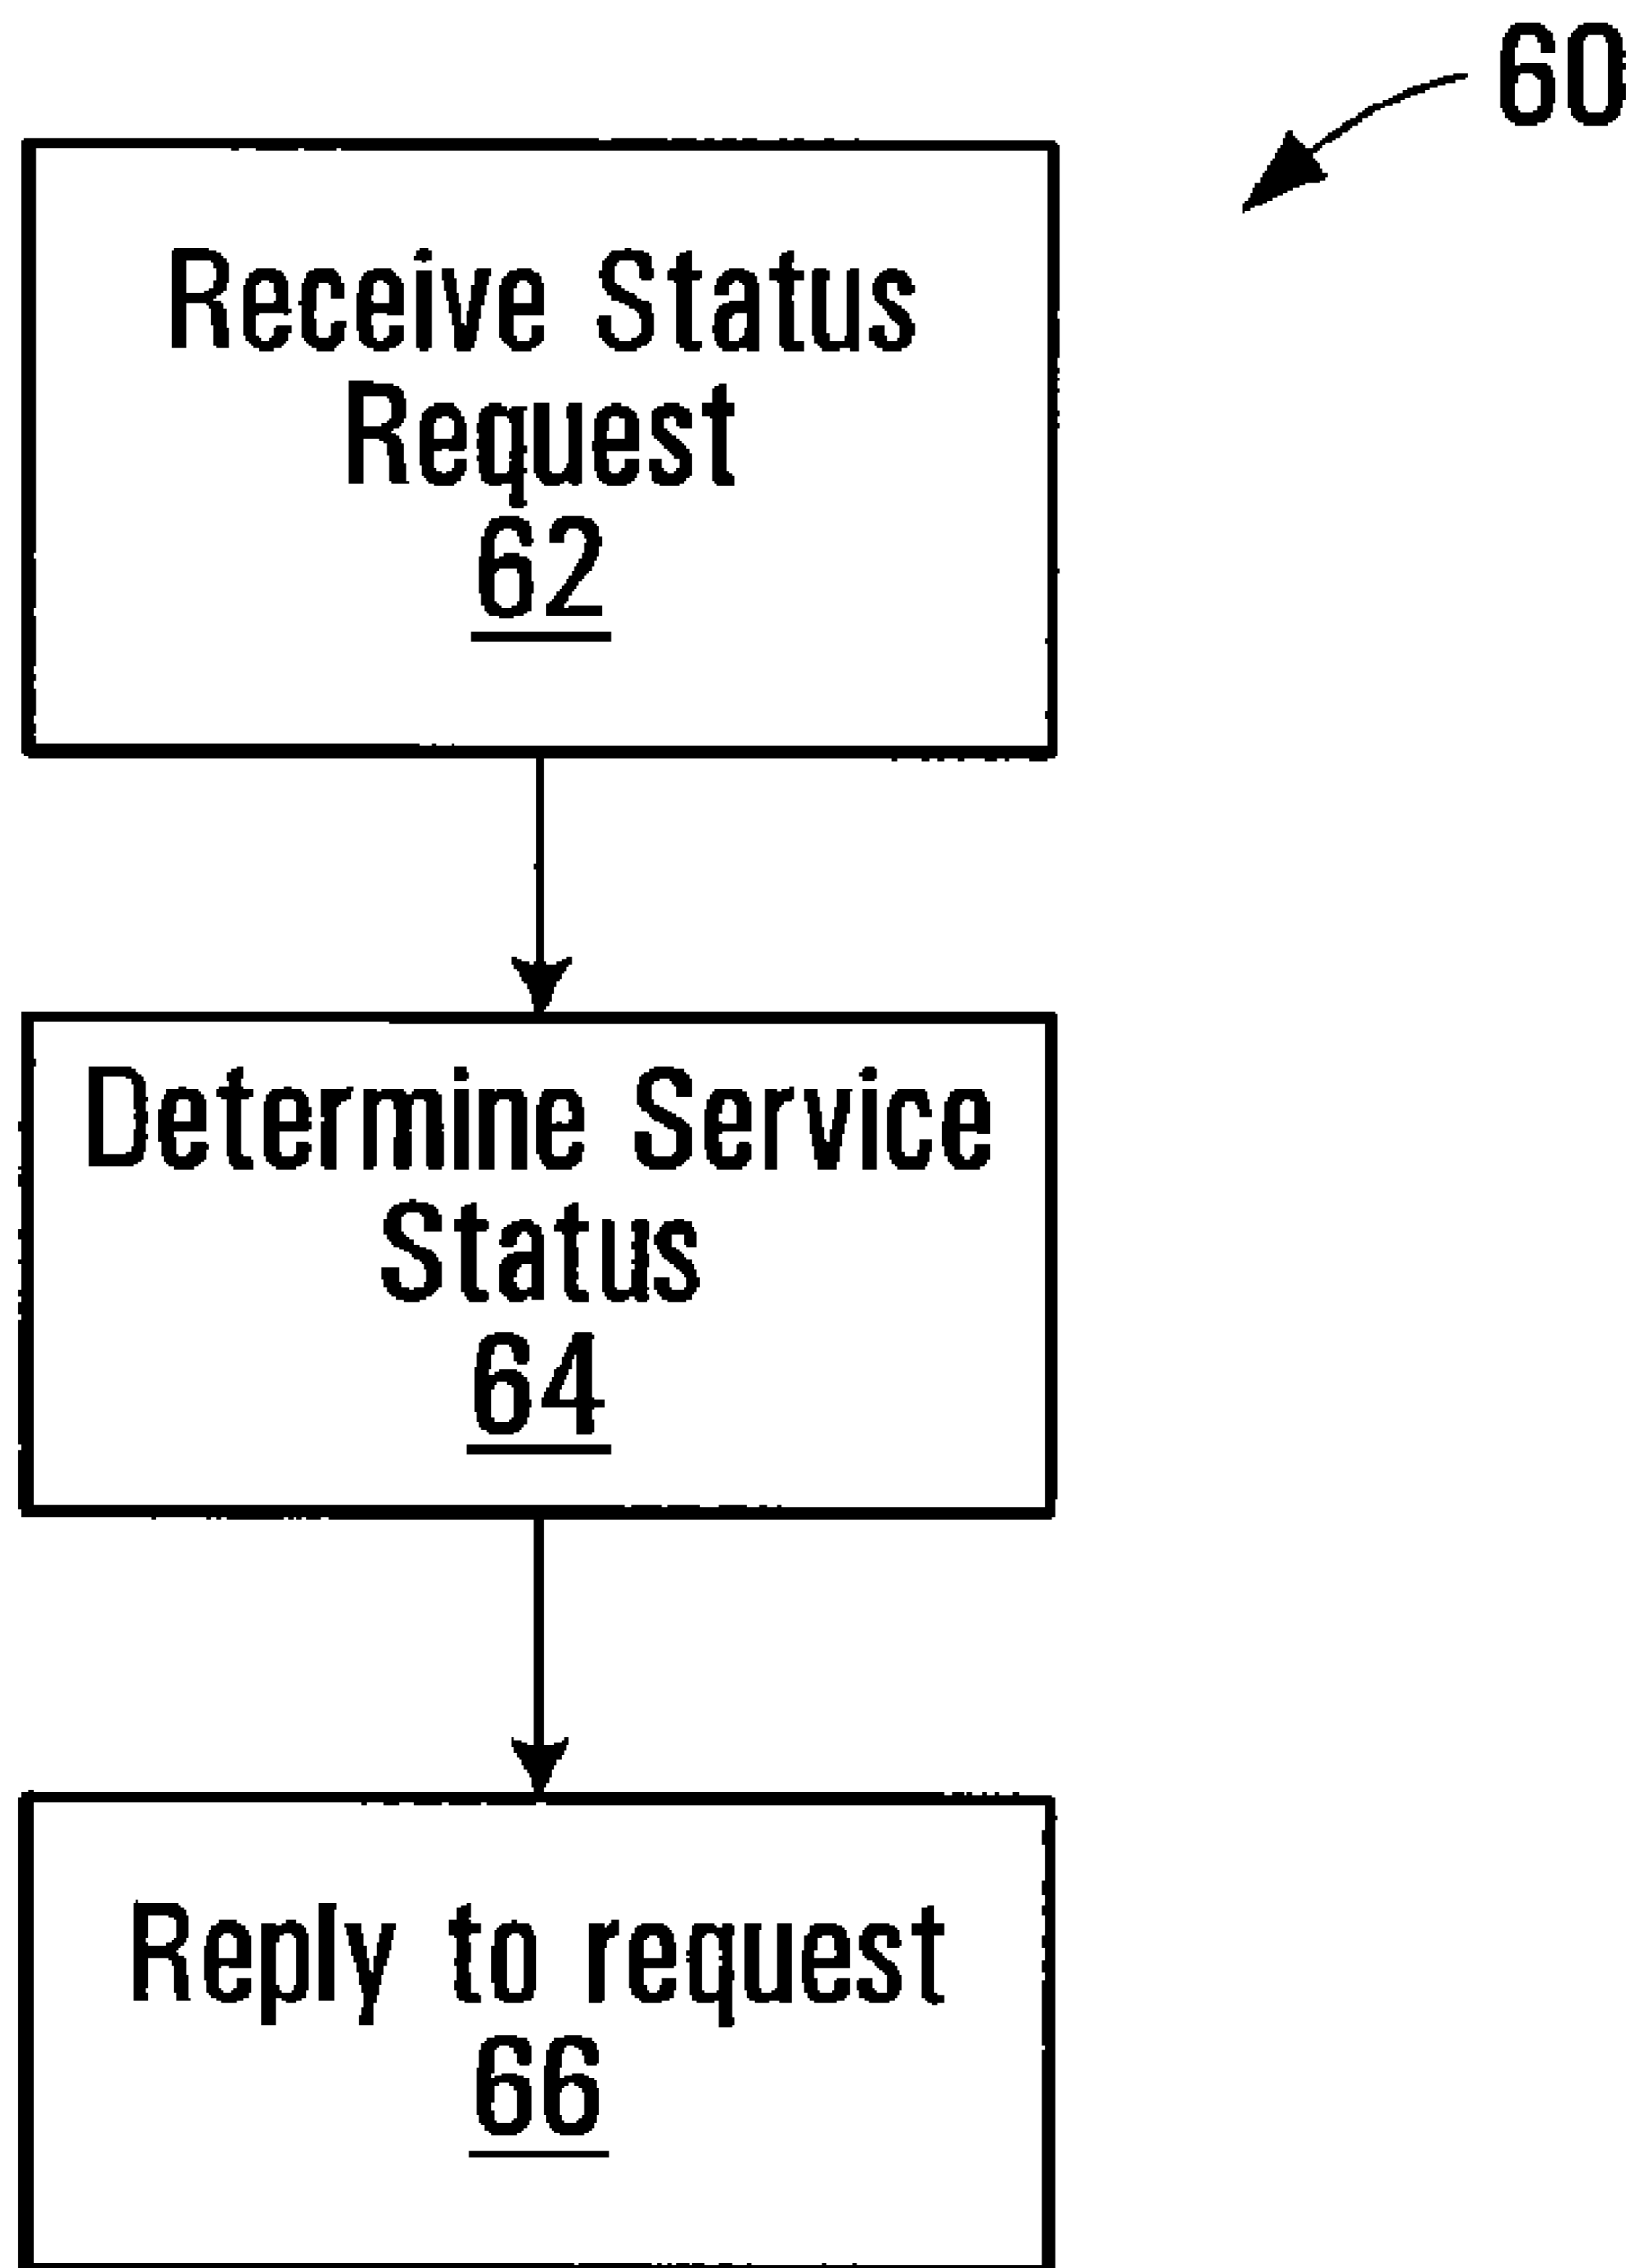 60
Receive Status
Request
62
Determine Service
Status
64
Reply to request
66